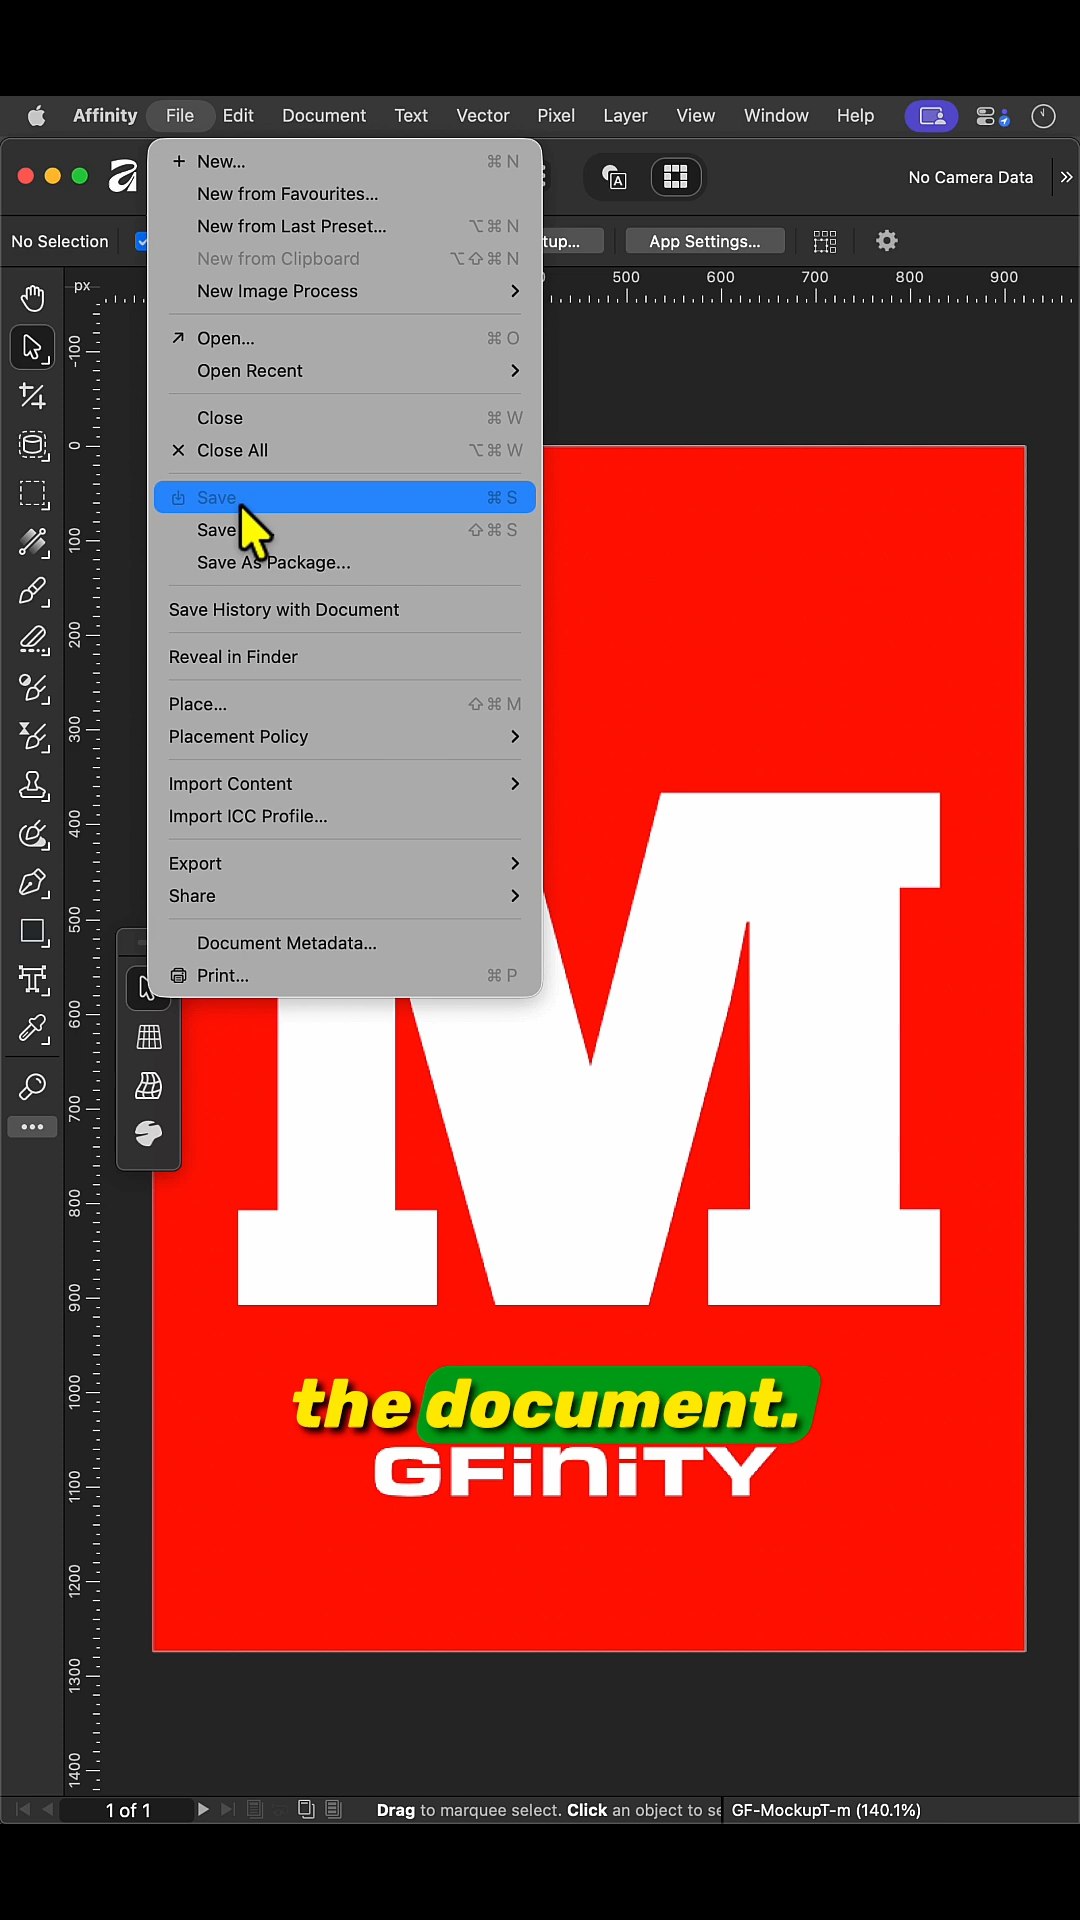 Affinity File Edit Document Text Vector Pixel Layer View Window Help
No Camera Data »
No Selection tup... App Settings...
+ New... ⌘ N
New from Favourites...
New from Last Preset... ⌥ ⌘ N
New from Clipboard ⌥ ⇧ ⌘ N
New Image Process >
Open... ⌘ O
Open Recent >
Close ⌘ W
Close All ⌥ ⌘ W
Save ⌘ S
Save ⇧ ⌘ S
Save As Package...
Save History with Document
Reveal in Finder
Place... ⇧ ⌘ M
Placement Policy >
Import Content >
Import ICC Profile...
Export >
Share >
Document Metadata...
Print... ⌘ P
px 500 600 700 800 900
-100
0
100
200
300
400
500
600
700
800
900
1000
1100
1200
1300
1400
M
the document.
GFiniTY
1 of 1 Drag to marquee select. Click an object to se GF-MockupT-m (140.1%)